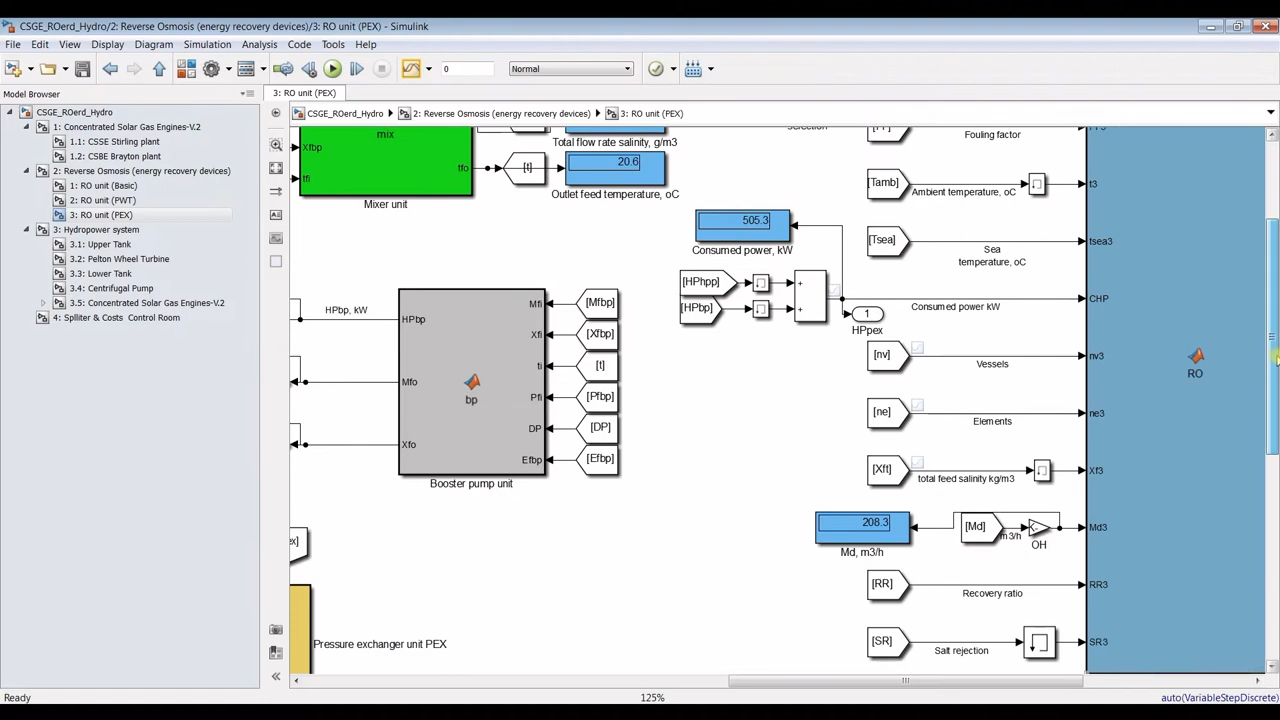 CSGE_ROerd_Hydro/2: Reverse Osmosis (energy recovery devices)/3: RO unit (PEX) - Simulink
File Edit View Display Diagram Simulation Analysis Code Tools Help
0
Normal
Model Browser
3: RO unit (PEX)
CSGE_ROerd_Hydro
1: Concentrated Solar Gas Engines-V.2
1.1: CSSE Stirling plant
1.2: CSBE Brayton plant
2: Reverse Osmosis (energy recovery devices)
1: RO unit (Basic)
2: RO unit (PWT)
3: RO unit (PEX)
3: Hydropower system
3.1: Upper Tank
3.2: Pelton Wheel Turbine
3.3: Lower Tank
3.4: Centrifugal Pump
3.5: Concentrated Solar Gas Engines-V.2
4: Splliter & Costs Control Room
CSGE_ROerd_Hydro
2: Reverse Osmosis (energy recovery devices)
3: RO unit (PEX)
mix
Xfbp
tfi
tfo
Mixer unit
[t]
Total flow rate salinity, g/m3
20.6
Outlet feed temperature, oC
Fouling factor
[Tamb]
Ambient temperature, oC
t3
505.3
Consumed power, kW
[Tsea]
Sea
temperature, oC
tsea3
[HPhpp]
[HPbp]
+
+
1
HPpex
Consumed power kW
CHP
HPbp, kW
HPbp
Mfo
Xfo
bp
Mfi
Xfi
ti
Pfi
DP
Efbp
[Mfbp]
[Xfbp]
[t]
[Pfbp]
[DP]
[Efbp]
Booster pump unit
[nv]
Vessels
nv3
RO
[ne]
Elements
ne3
[Xft]
total feed salinity kg/m3
Xf3
208.3
Md, m3/h
[Md]
m3/h
OH
Md3
[RR]
Recovery ratio
RR3
[SR]
Salt rejection
SR3
ex]
Pressure exchanger unit PEX
Ready
125%
auto(VariableStepDiscrete)